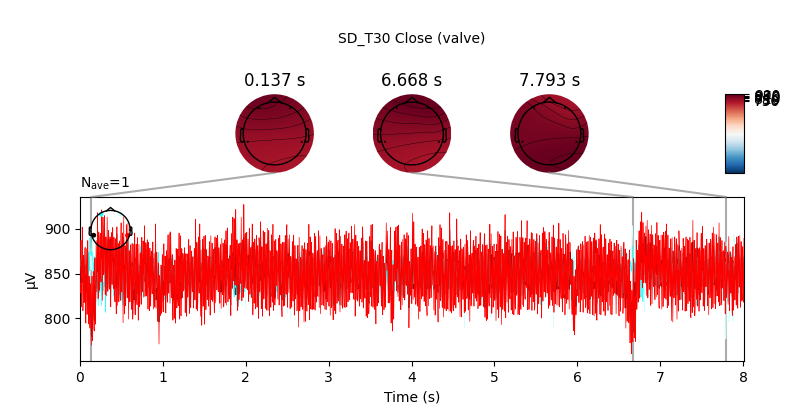 SD_T30 Close (valve)
0.137 s 6.668 s 7.793 s
Nave=1
900
850
800
µV
0 1 2 3 4 5 6 7 8
Time (s)